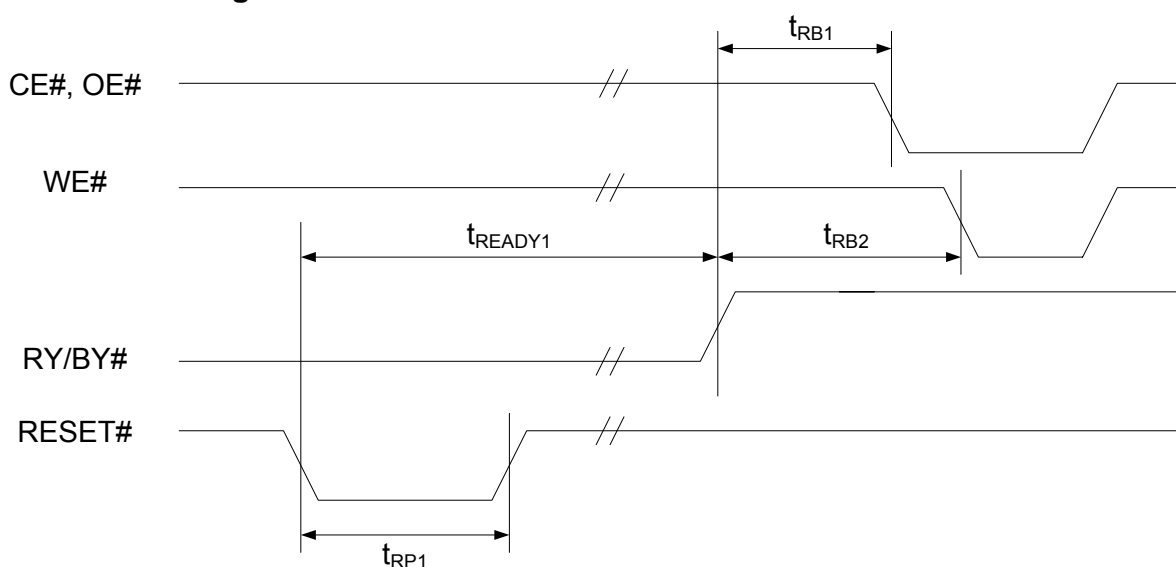 tRB1
CE#, OE#
WE#
tREADY1
tRB2
RY/BY#
RESET#
tRP1